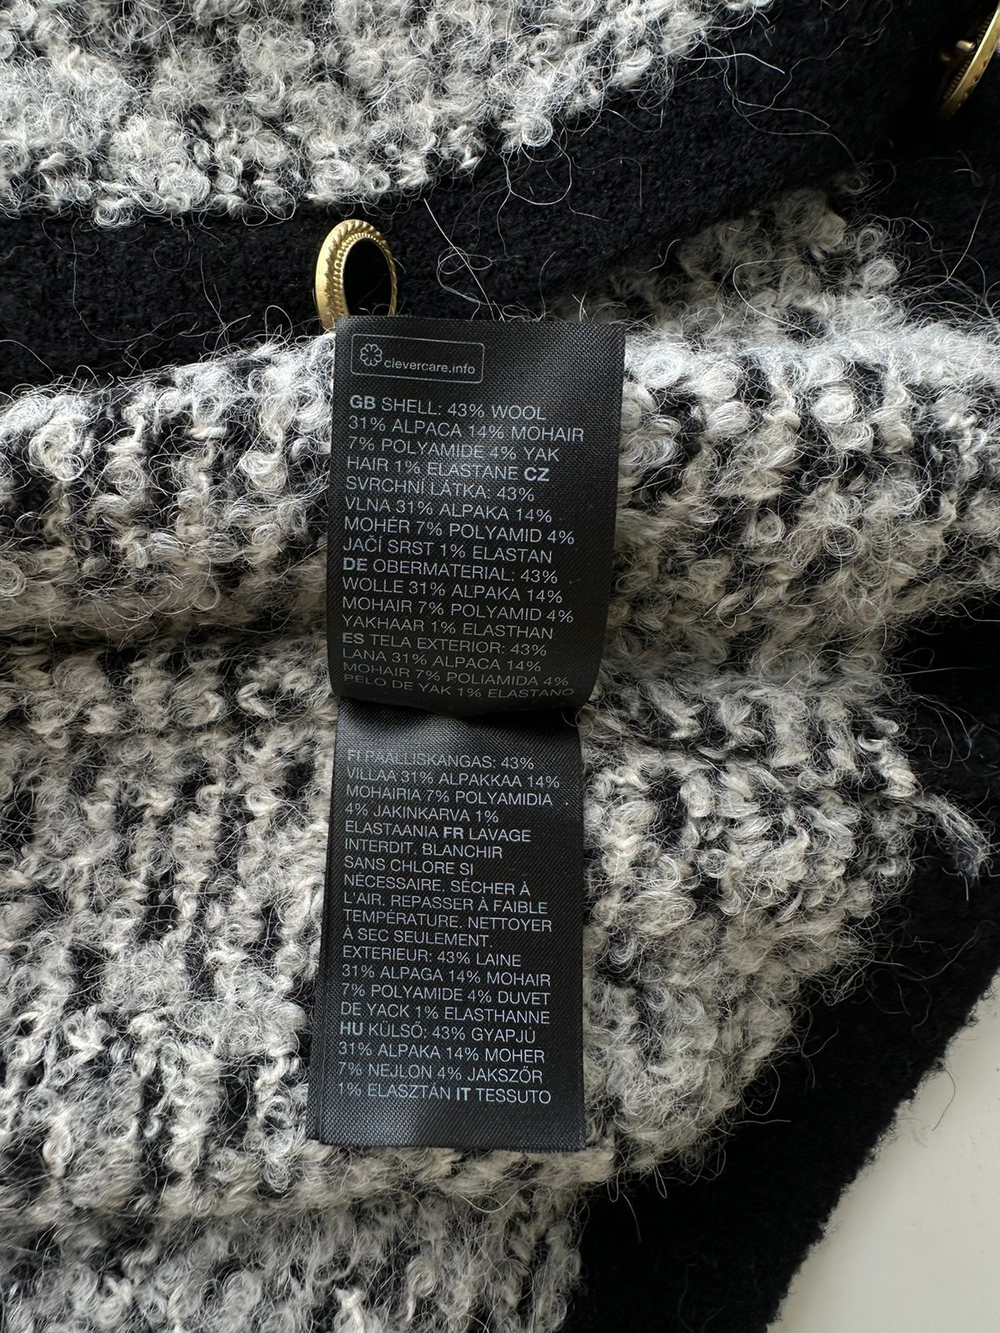 clevercare.info
GB SHELL: 43% WOOL
31% ALPACA 14% MOHAIR
7% POLYAMIDE 4% YAK
HAIR 1% ELASTANE CZ
SVRCHNÍ LÁTKA: 43%
VLNA 31% ALPAKA 14%
MOHÉR 7% POLYAMID 4%
JAČÍ SRST 1% ELASTAN
DE OBERMATERIAL: 43%
WOLLE 31% ALPAKA 14%
MOHAIR 7% POLYAMID 4%
YAKHAAR 1% ELASTHAN
ES TELA EXTERIOR: 43%
LANA 31% ALPACA 14%
MOHAIR 7% POLIAMIDA 4%
PELO DE YAK 1% ELASTANO
FI PÄÄLLISKANGAS: 43%
VILLAA 31% ALPAKKAA 14%
MOHAIRIA 7% POLYAMIDIA
4% JAKINKARVA 1%
ELASTAANIA FR LAVAGE
INTERDIT. BLANCHIR
SANS CHLORE SI
NÉCESSAIRE. SÉCHER À
L'AIR. REPASSER À FAIBLE
TEMPÉRATURE. NETTOYER
À SEC SEULEMENT.
EXTERIEUR: 43% LAINE
31% ALPAGA 14% MOHAIR
7% POLYAMIDE 4% DUVET
DE YACK 1% ELASTHANNE
HU KÜLSŐ: 43% GYAPJÚ
31% ALPAKA 14% MOHER
7% NEJLON 4% JAKSZŐR
1% ELASZTÁN IT TESSUTO